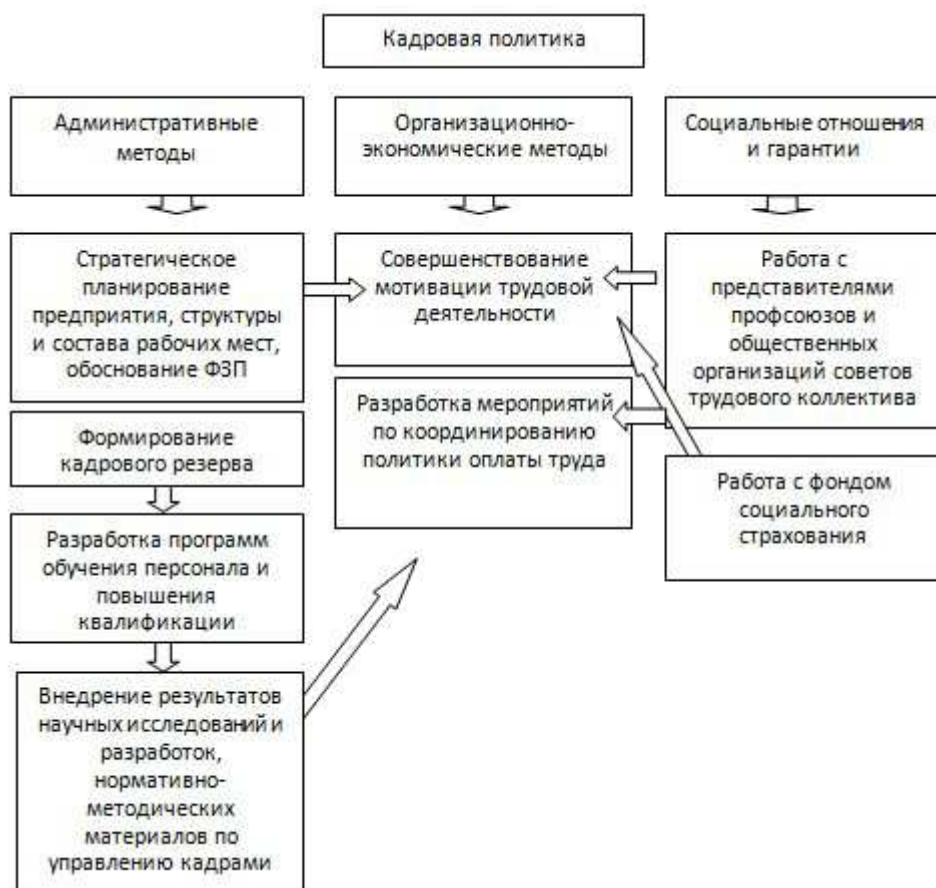 Кадровая политика
Административные
методы
Организационно-
экономические методы
Социальные отношения
и гарантии
Стратегическое
планирование
предприятия, структуры
и состава рабочих мест,
обоснование ФЗП
Совершенствование
мотивации трудовой
деятельности
Работа с
представителями
профсоюзов и
общественных
организаций советов
трудового коллектива
Разработка мероприятий
по координированию
политики оплаты труда
Формирование
кадрового резерва
Работа с фондом
социального
страхования
Разработка программ
обучения персонала и
повышения
квалификации
Внедрение результатов
научных исследований и
разработок,
нормативно-
методических
материалов по
управлению кадрами